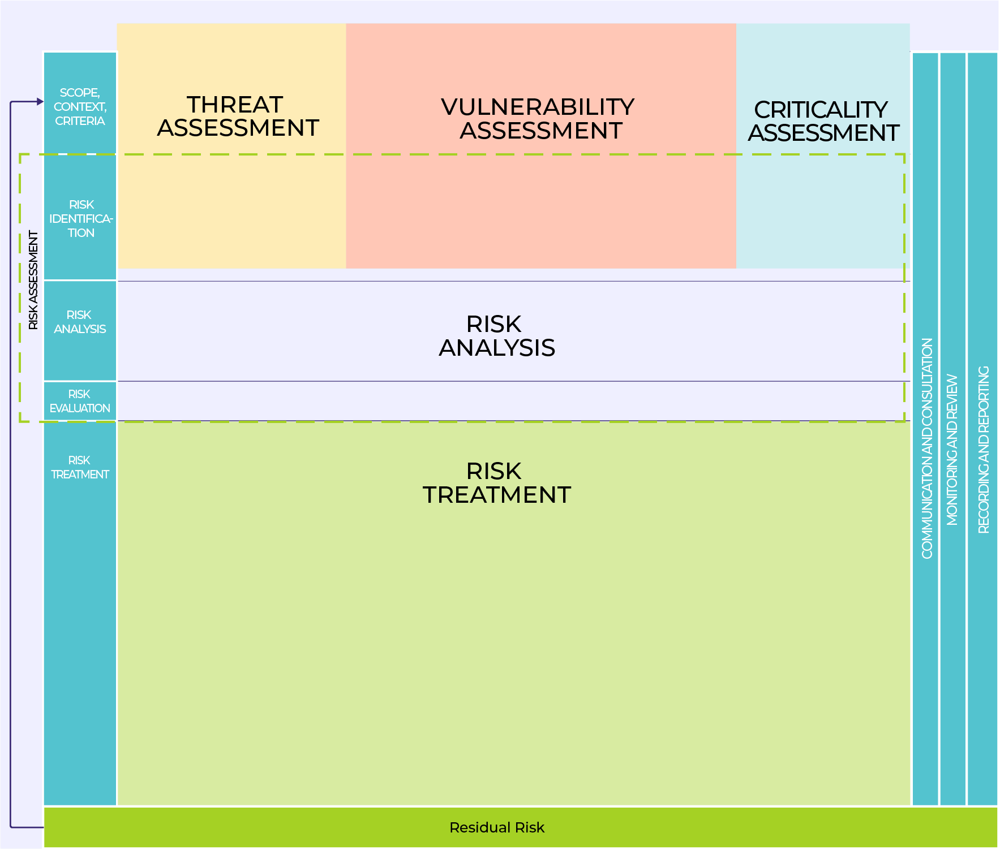 SCOPE,
CONTEXT,
CRITERIA
THREAT
ASSESSMENT
VULNERABILITY
ASSESSMENT
CRITICALITY
ASSESSMENT
RISK ASSESSMENT
RISK
IDENTIFICA-
TION
RISK
ANALYSIS
RISK
ANALYSIS
RISK
EVALUATION
RISK
TREATMENT
RISK
TREATMENT
COMMUNICATION AND CONSULTATION
MONITORING AND REVIEW
RECORDING AND REPORTING
Residual Risk